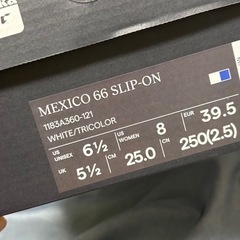 MEXICO 66 SLIP-ON
1183A360-121
WHITE/TRICOLOR
US UNISEX 6½ US WOMEN 8 EUR 39.5
UK 5½ CM 25.0 CN 250(2.5)